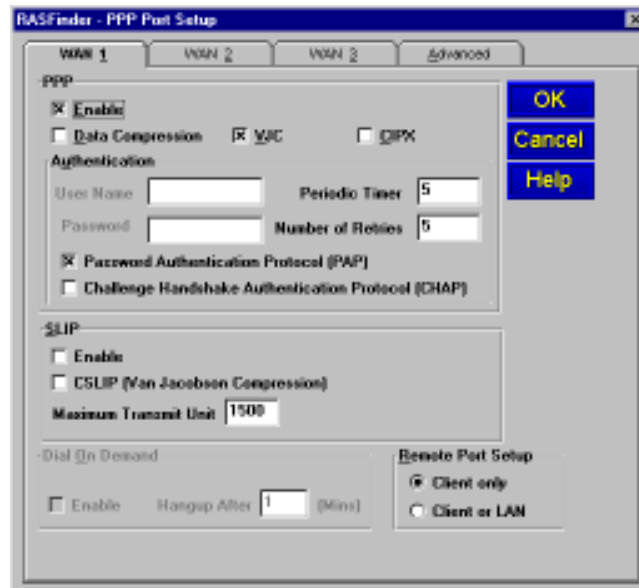 RASFinder - PPP Port Setup
WAN 1 WAN 2 WAN 3 Advanced
PPP
Enable
Data Compression VJC CIPX
Authentication
User Name Periodic Timer 5
Password Number of Retries 5
Password Authentication Protocol (PAP)
Challenge Handshake Authentication Protocol (CHAP)
OK
Cancel
Help
SLIP
Enable
CSLIP (Van Jacobson Compression)
Maximum Transmit Unit 1500
Dial On Demand
Enable Hangup After 1 (Mins)
Remote Port Setup
Client only
Client or LAN